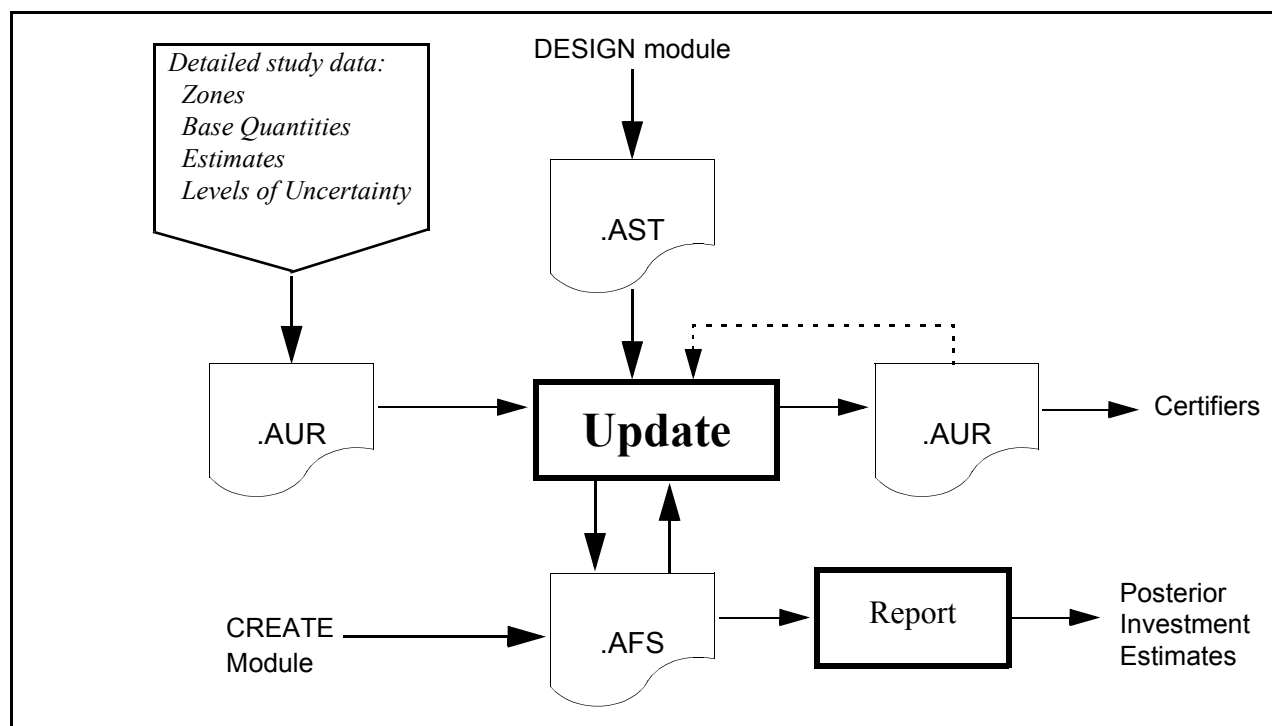 Detailed study data:
Zones
Base Quantities
Estimates
Levels of Uncertainty
DESIGN module
.AST
.AUR
Update
.AUR
Certifiers
CREATE
Module
.AFS
Report
Posterior
Investment
Estimates